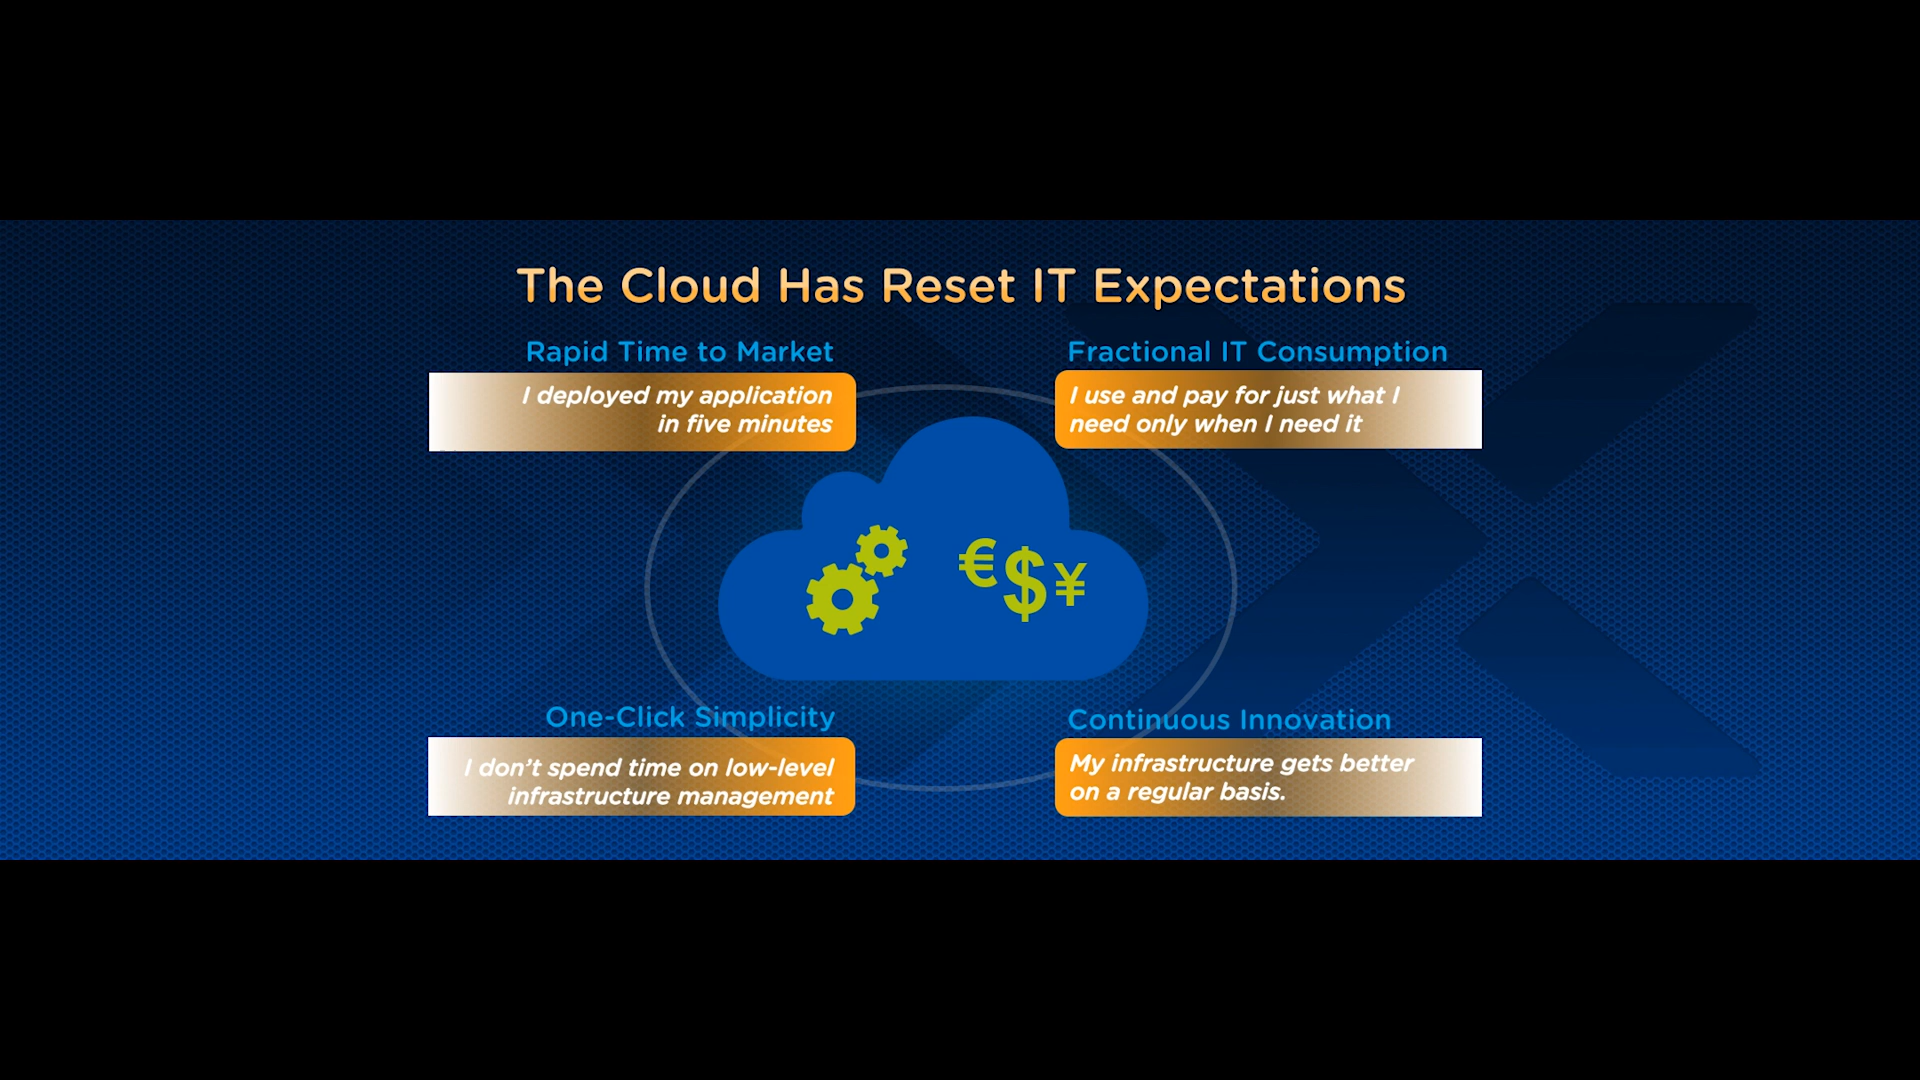 The Cloud Has Reset IT Expectations
Rapid Time to Market
I deployed my application
in five minutes
Fractional IT Consumption
I use and pay for just what I
need only when I need it
€$¥
One-Click Simplicity
I don't spend time on low-level
infrastructure management
Continuous Innovation
My infrastructure gets better
on a regular basis.